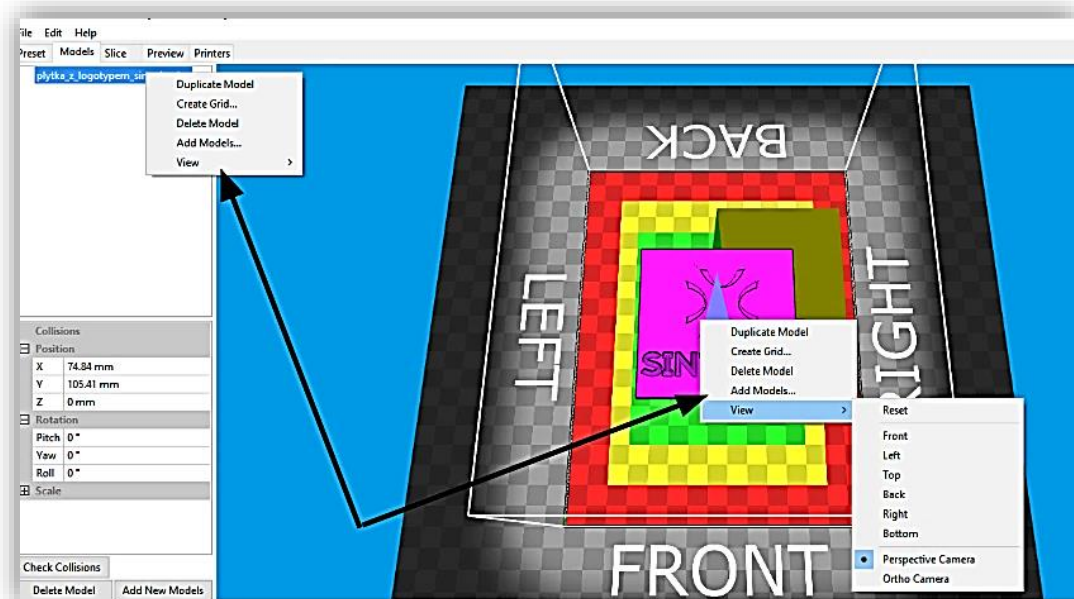 File Edit Help
Preset Models Slice Preview Printers
Duplicate Model
Create Grid...
Delete Model
Add Models...
View
BACK
LEFT
RIGHT
FRONT
Duplicate Model
Create Grid...
Delete Model
Add Models...
View
Reset
Front
Left
Top
Back
Right
Bottom
Perspective Camera
Ortho Camera
Collisions
Position
X 74.84 mm
Y 105.41 mm
Z 0 mm
Rotation
Pitch 0°
Yaw 0°
Roll 0°
Scale
Check Collisions
Delete Model Add New Models